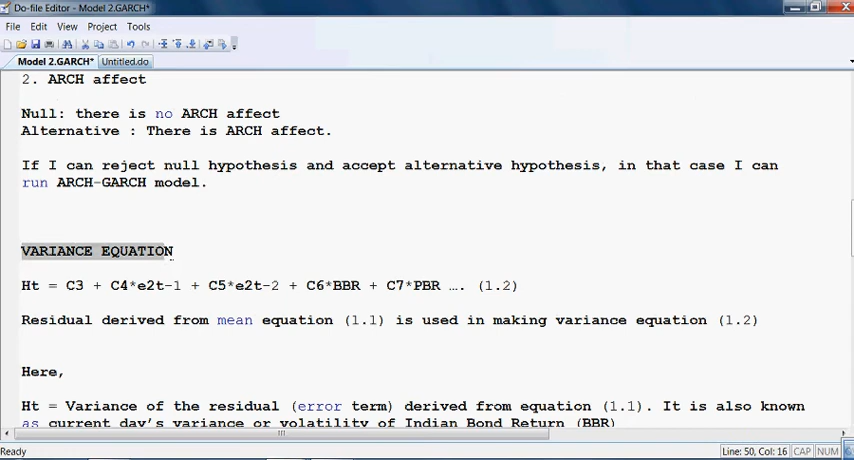 Do-file Editor - Model 2.GARCH*
File Edit View Project Tools
Model 2.GARCH* Untitled.do
2. ARCH affect
Null: there is no ARCH affect
Alternative : There is ARCH affect.
If I can reject null hypothesis and accept alternative hypothesis, in that case I can
run ARCH-GARCH model.
VARIANCE EQUATION
Ht = C3 + C4*e2t-1 + C5*e2t-2 + C6*BBR + C7*PBR …. (1.2)
Residual derived from mean equation (1.1) is used in making variance equation (1.2)
Here,
Ht = Variance of the residual (error term) derived from equation (1.1). It is also known
as current day's variance or volatility of Indian Bond Return (BBR)
Ready Line: 50, Col: 16 CAP NUM